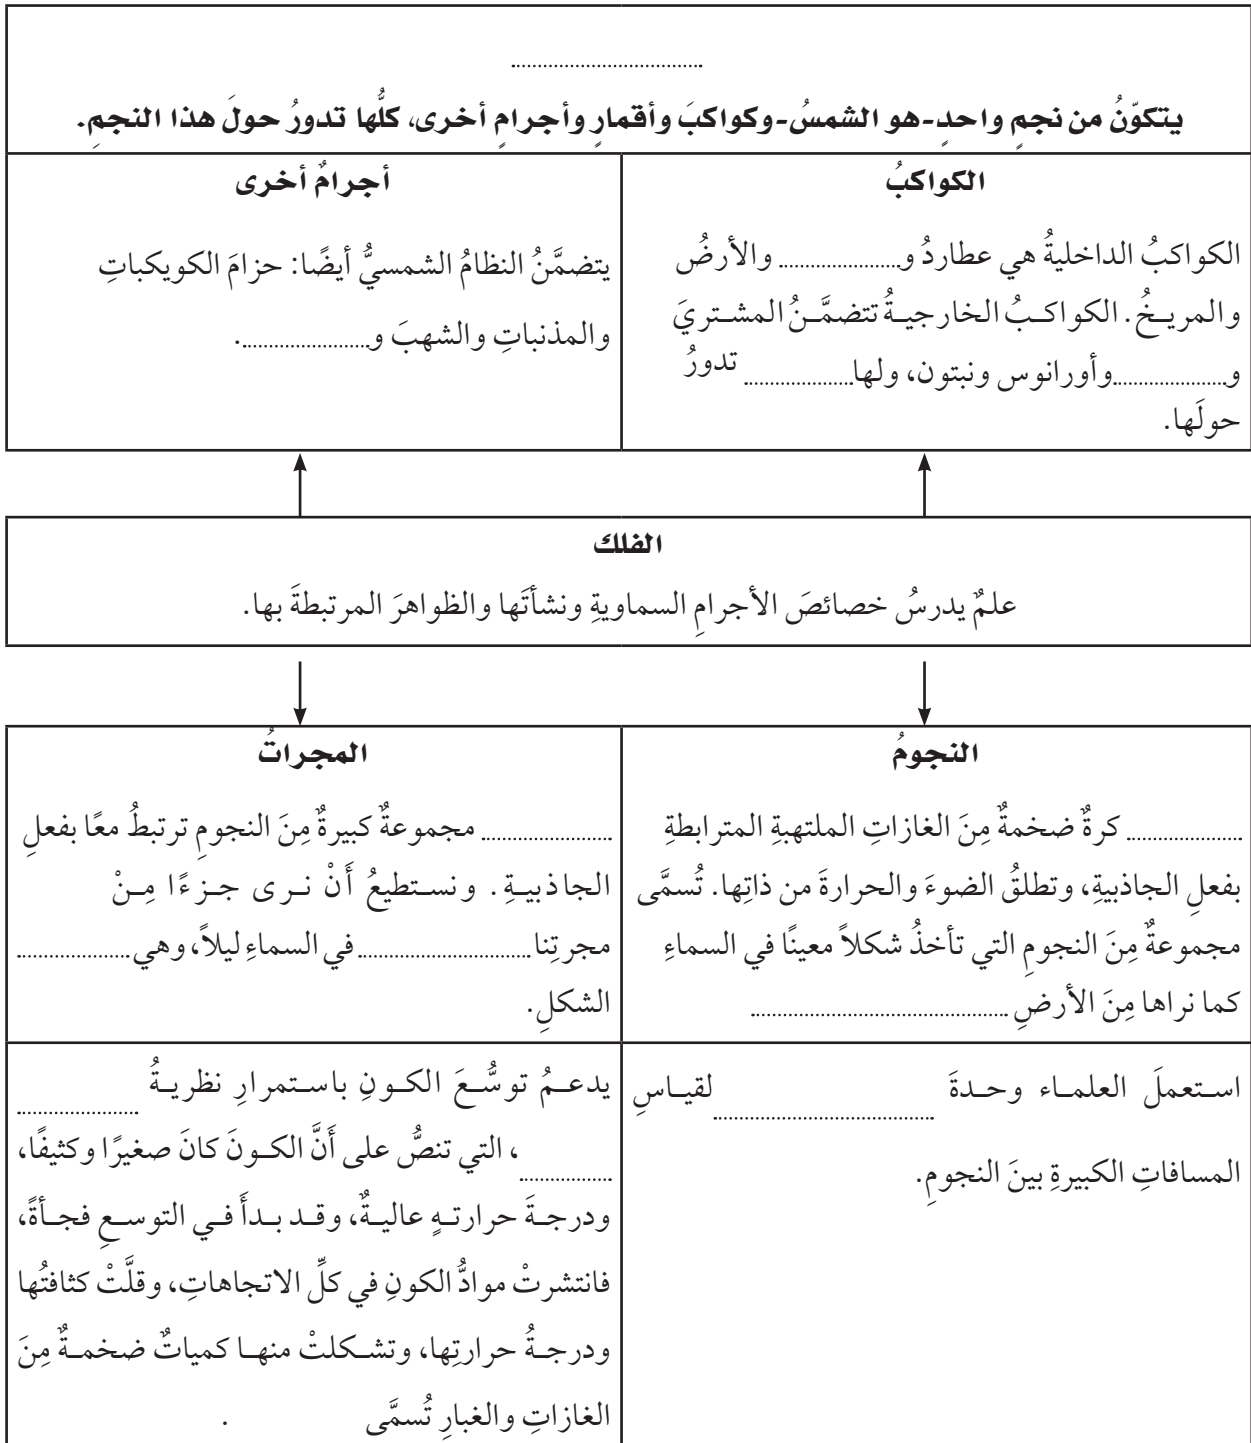 ................................
يتكوّنُ من نجمٍ واحدٍ-هو الشمسُ-وكواكبَ وأقمارٍ وأجرامٍ أخرى، كلُّها تدورُ حولَ هذا النجمِ.
الكواكبُ
الكواكبُ الداخليةُ هي عطاردُ و.................... والأرضُ
والمريخُ. الكواكبُ الخارجيةُ تتضمَّنُ المشتريَ
و...................وأورانوس ونبتون، ولها................... تدورُ
حولَها.
أجرامٌ أخرى
يتضمَّنُ النظامُ الشمسيُّ أيضًا: حزامَ الكويكباتِ
والمذنباتِ والشهبَ و.....................
الفلك
علمٌ يدرسُ خصائصَ الأجرامِ السماويةِ ونشأتَها والظواهرَ المرتبطةَ بها.
النجومُ
................... كرةٌ ضخمةٌ مِنَ الغازاتِ الملتهبةِ المترابطةِ
بفعلِ الجاذبيةِ، وتطلقُ الضوءَ والحرارةَ من ذاتِها. تُسمَّى
مجموعةٌ مِنَ النجومِ التي تأخذُ شكلاً معينًا في السماءِ
كما نراها مِنَ الأرضِ ...........................................
المجراتُ
...................... مجموعةٌ كبيرةٌ مِنَ النجومِ ترتبطُ معًا بفعلِ
الجاذبيةِ. ونستطيعُ أَنْ نرى جزءًا مِنْ
مجرتِنا............................. في السماءِ ليلاً، وهي...................
الشكلِ.
استعملَ العلماء وحدةَ .....................................لقياسِ
المسافاتِ الكبيرةِ بينَ النجومِ.
يدعمُ توسُّعَ الكونِ باستمرارِ نظريةُ ....................
................، التي تنصُّ على أَنَّ الكونَ كانَ صغيرًا وكثيفًا،
ودرجةَ حرارتهِ عاليةٌ، وقد بدأَ في التوسعِ فجأةً،
فانتشرتْ موادُّ الكونِ في كلِّ الاتجاهاتِ، وقلَّتْ كثافتُها
ودرجةُ حرارتِها، وتشكلتْ منها كمياتٌ ضخمةٌ مِنَ
الغازاتِ والغبارِ تُسمَّى .